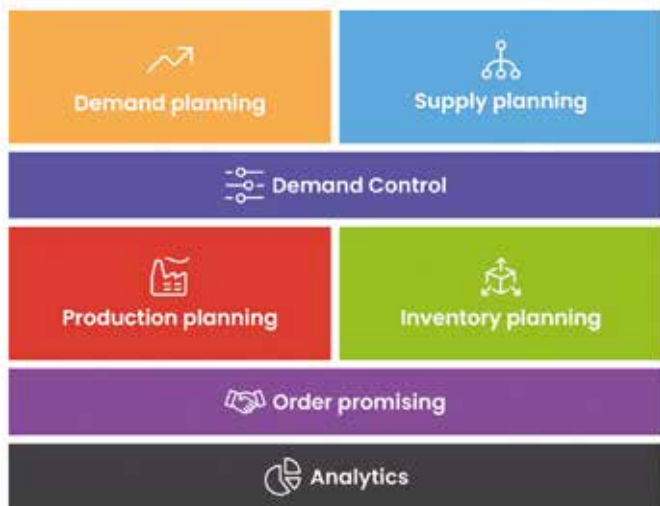 Demand planning
Supply planning
Demand Control
Production planning
Inventory planning
Order promising
Analytics